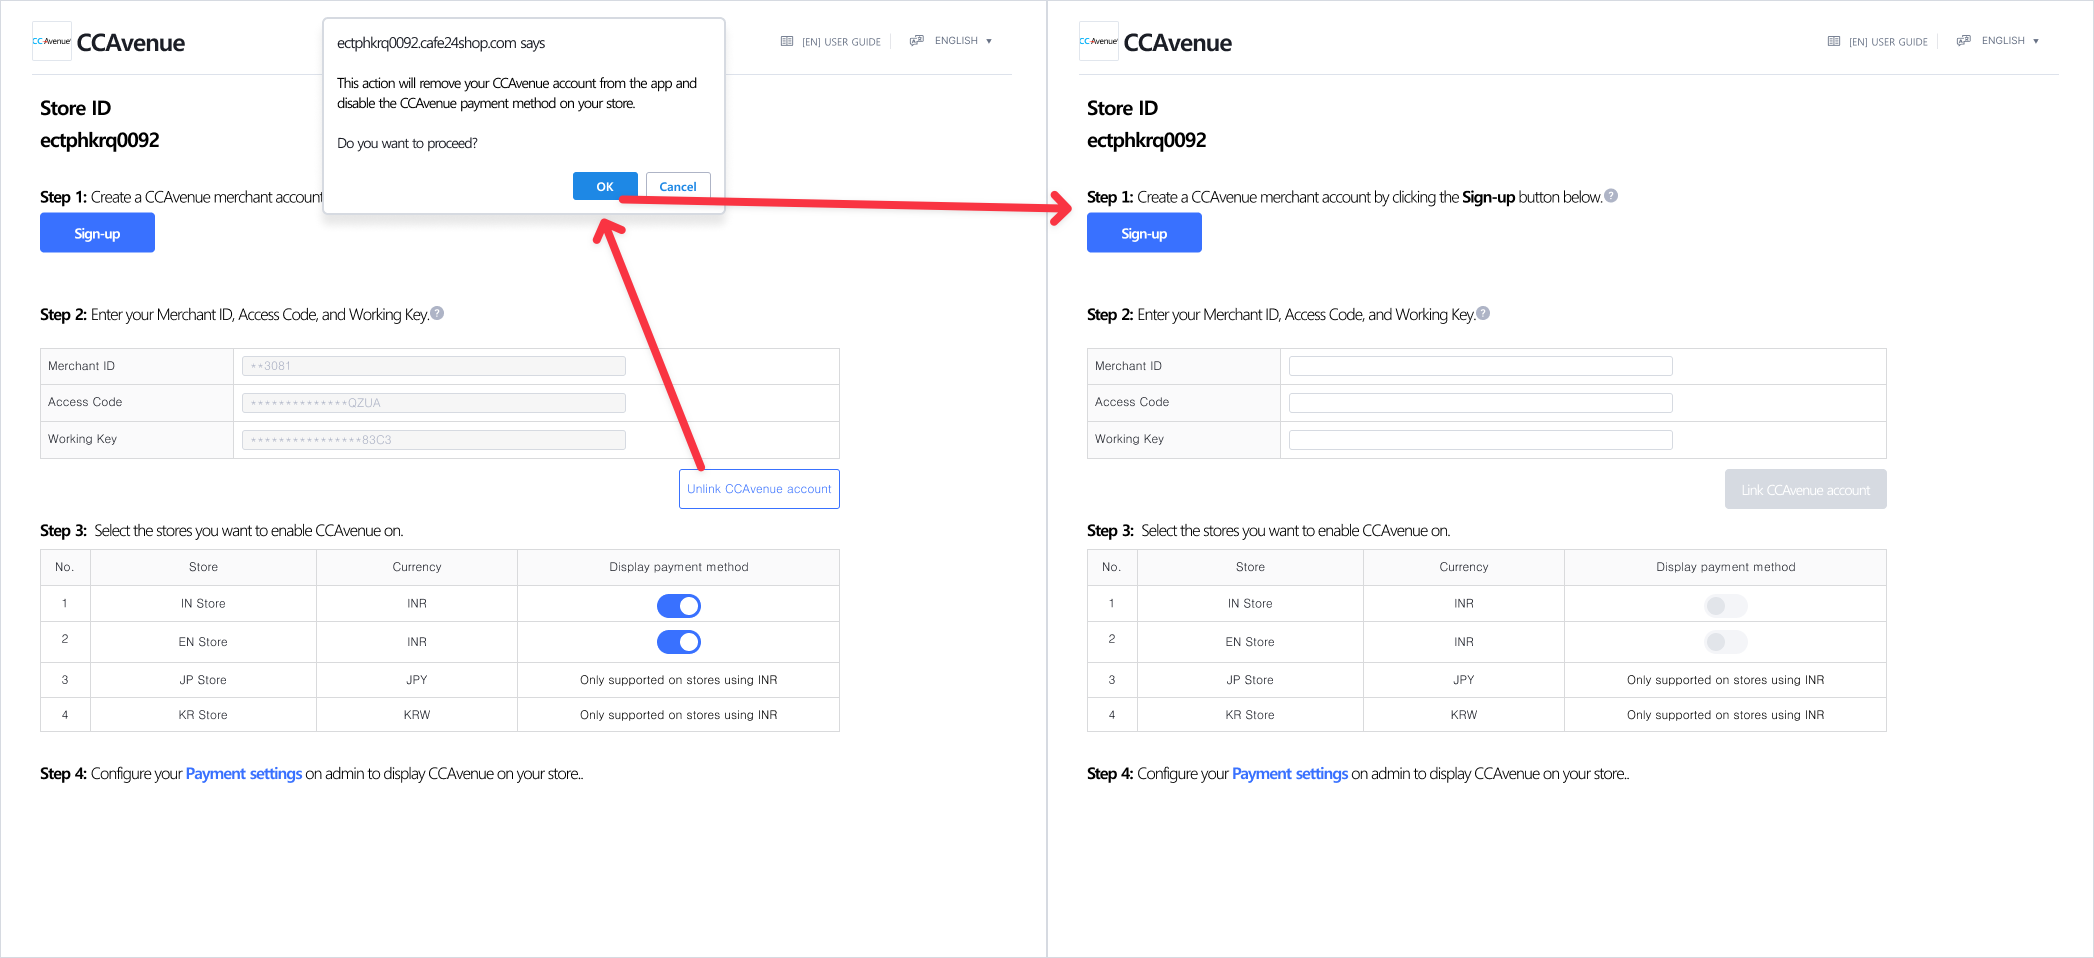 CCAvenue CCAvenue
[EN] USER GUIDE
ENGLISH
Store ID
ectphkrq0092
ectphkrq0092.cafe24shop.com says
This action will remove your CCAvenue account from the app and
disable the CCAvenue payment method on your store.
Do you want to proceed?
OK Cancel
Step 1: Create a CCAvenue merchant account
Sign-up
Step 2: Enter your Merchant ID, Access Code, and Working Key. ?
Merchant ID **3081
Access Code **************QZUA
Working Key ****************83C3
Unlink CCAvenue account
Step 3: Select the stores you want to enable CCAvenue on.
No. Store Currency Display payment method
1 IN Store INR
2 EN Store INR
3 JP Store JPY Only supported on stores using INR
4 KR Store KRW Only supported on stores using INR
Step 4: Configure your Payment settings on admin to display CCAvenue on your store..
CCAvenue CCAvenue
[EN] USER GUIDE
ENGLISH
Store ID
ectphkrq0092
Step 1: Create a CCAvenue merchant account by clicking the Sign-up button below. ?
Sign-up
Step 2: Enter your Merchant ID, Access Code, and Working Key. ?
Merchant ID
Access Code
Working Key
Link CCAvenue account
Step 3: Select the stores you want to enable CCAvenue on.
No. Store Currency Display payment method
1 IN Store INR
2 EN Store INR
3 JP Store JPY Only supported on stores using INR
4 KR Store KRW Only supported on stores using INR
Step 4: Configure your Payment settings on admin to display CCAvenue on your store..